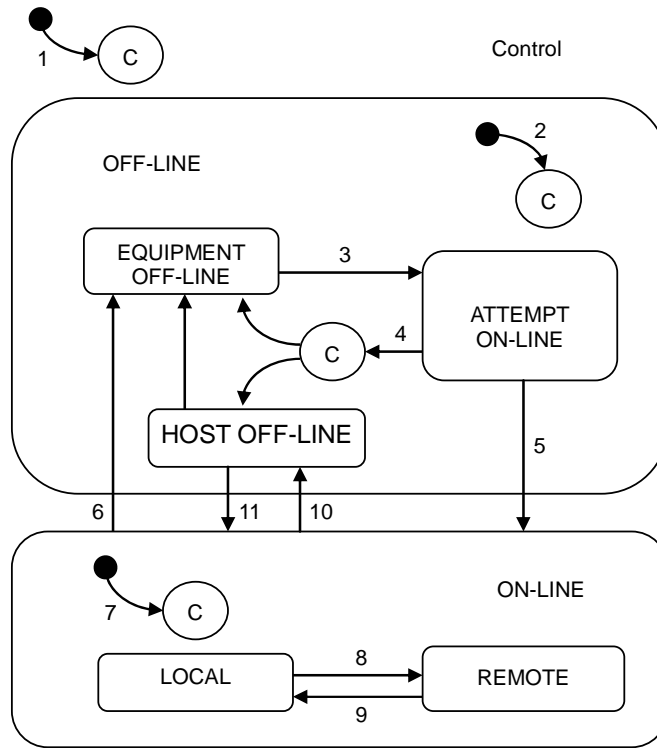 1
C
Control
2
OFF-LINE
C
EQUIPMENT
OFF-LINE
3
ATTEMPT
ON-LINE
4
C
HOST OFF-LINE
5
6
11
10
7
C
ON-LINE
LOCAL
8
REMOTE
9